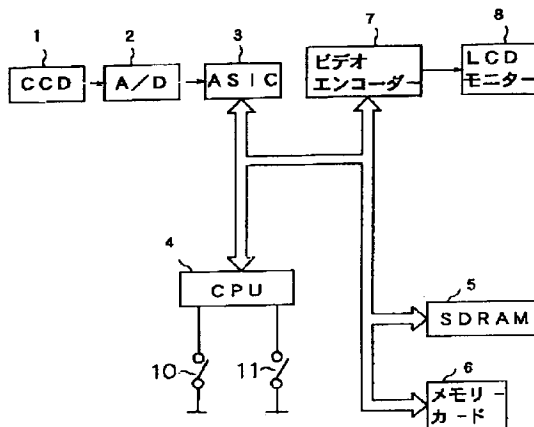 1
CCD
2
A/D
3
ASIC
7
ビデオ
エンコーダー
8
LCD
モニター
4
CPU
10
11
5
SDRAM
6
メモリー
カード